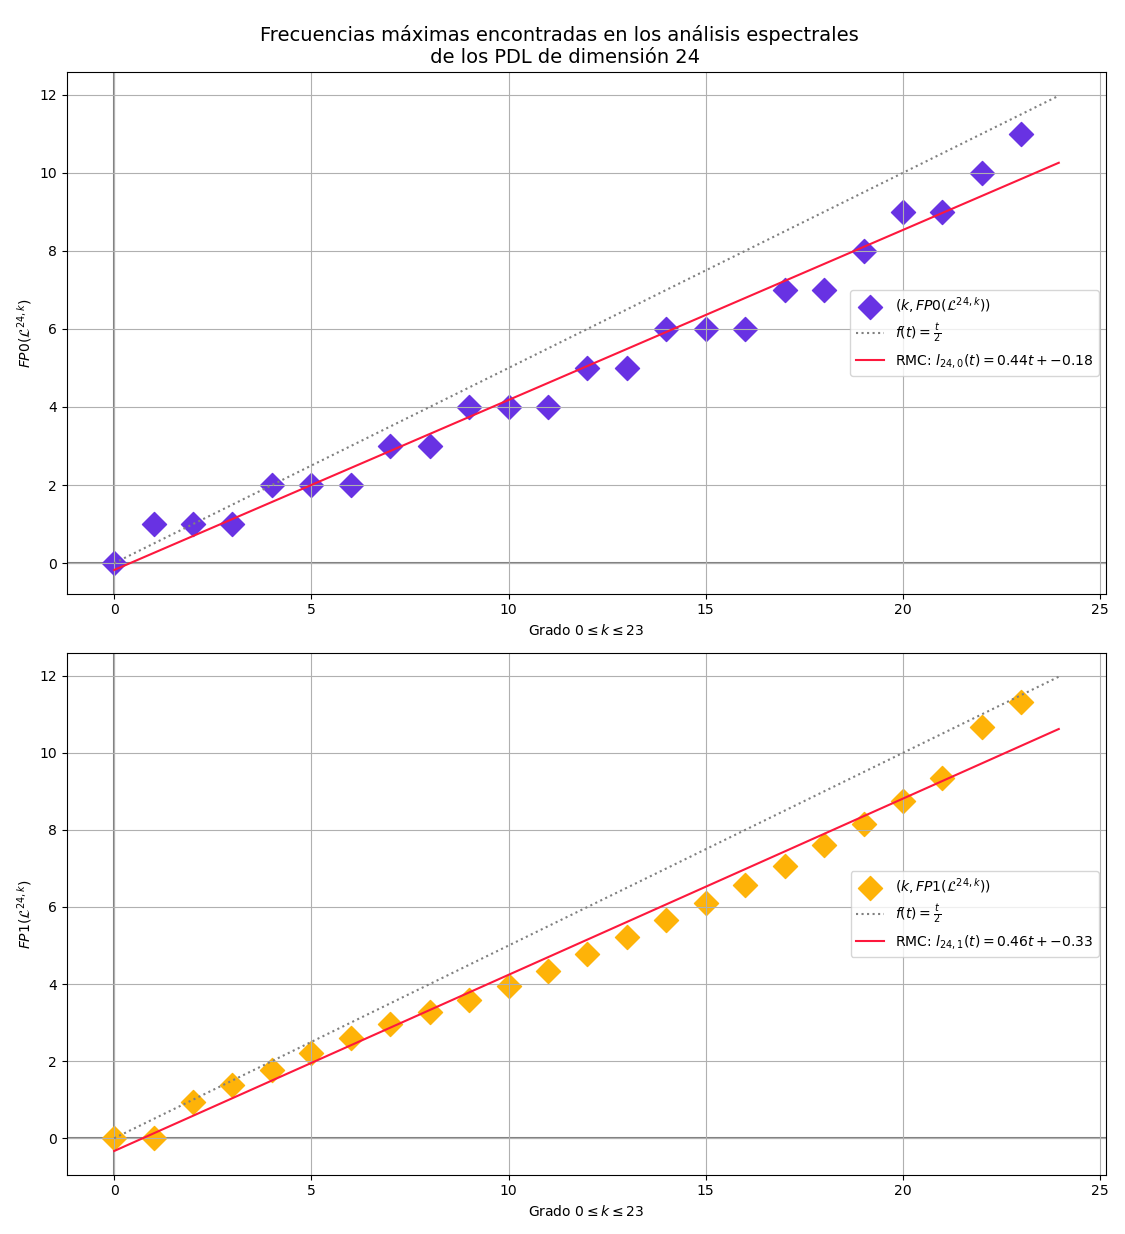 Frecuencias máximas encontradas en los análisis espectrales
de los PDL de dimensión 24
12
10
8
6
4
2
0
FP0(𝓛^{24,k})
(k, FP0(𝓛^{24,k}))
f(t) = t/2
RMC: l_{24,0}(t) = 0.44t + −0.18
0 5 10 15 20 25
Grado 0 ≤ k ≤ 23
12
10
8
6
4
2
0
FP1(𝓛^{24,k})
(k, FP1(𝓛^{24,k}))
f(t) = t/2
RMC: l_{24,1}(t) = 0.46t + −0.33
0 5 10 15 20 25
Grado 0 ≤ k ≤ 23